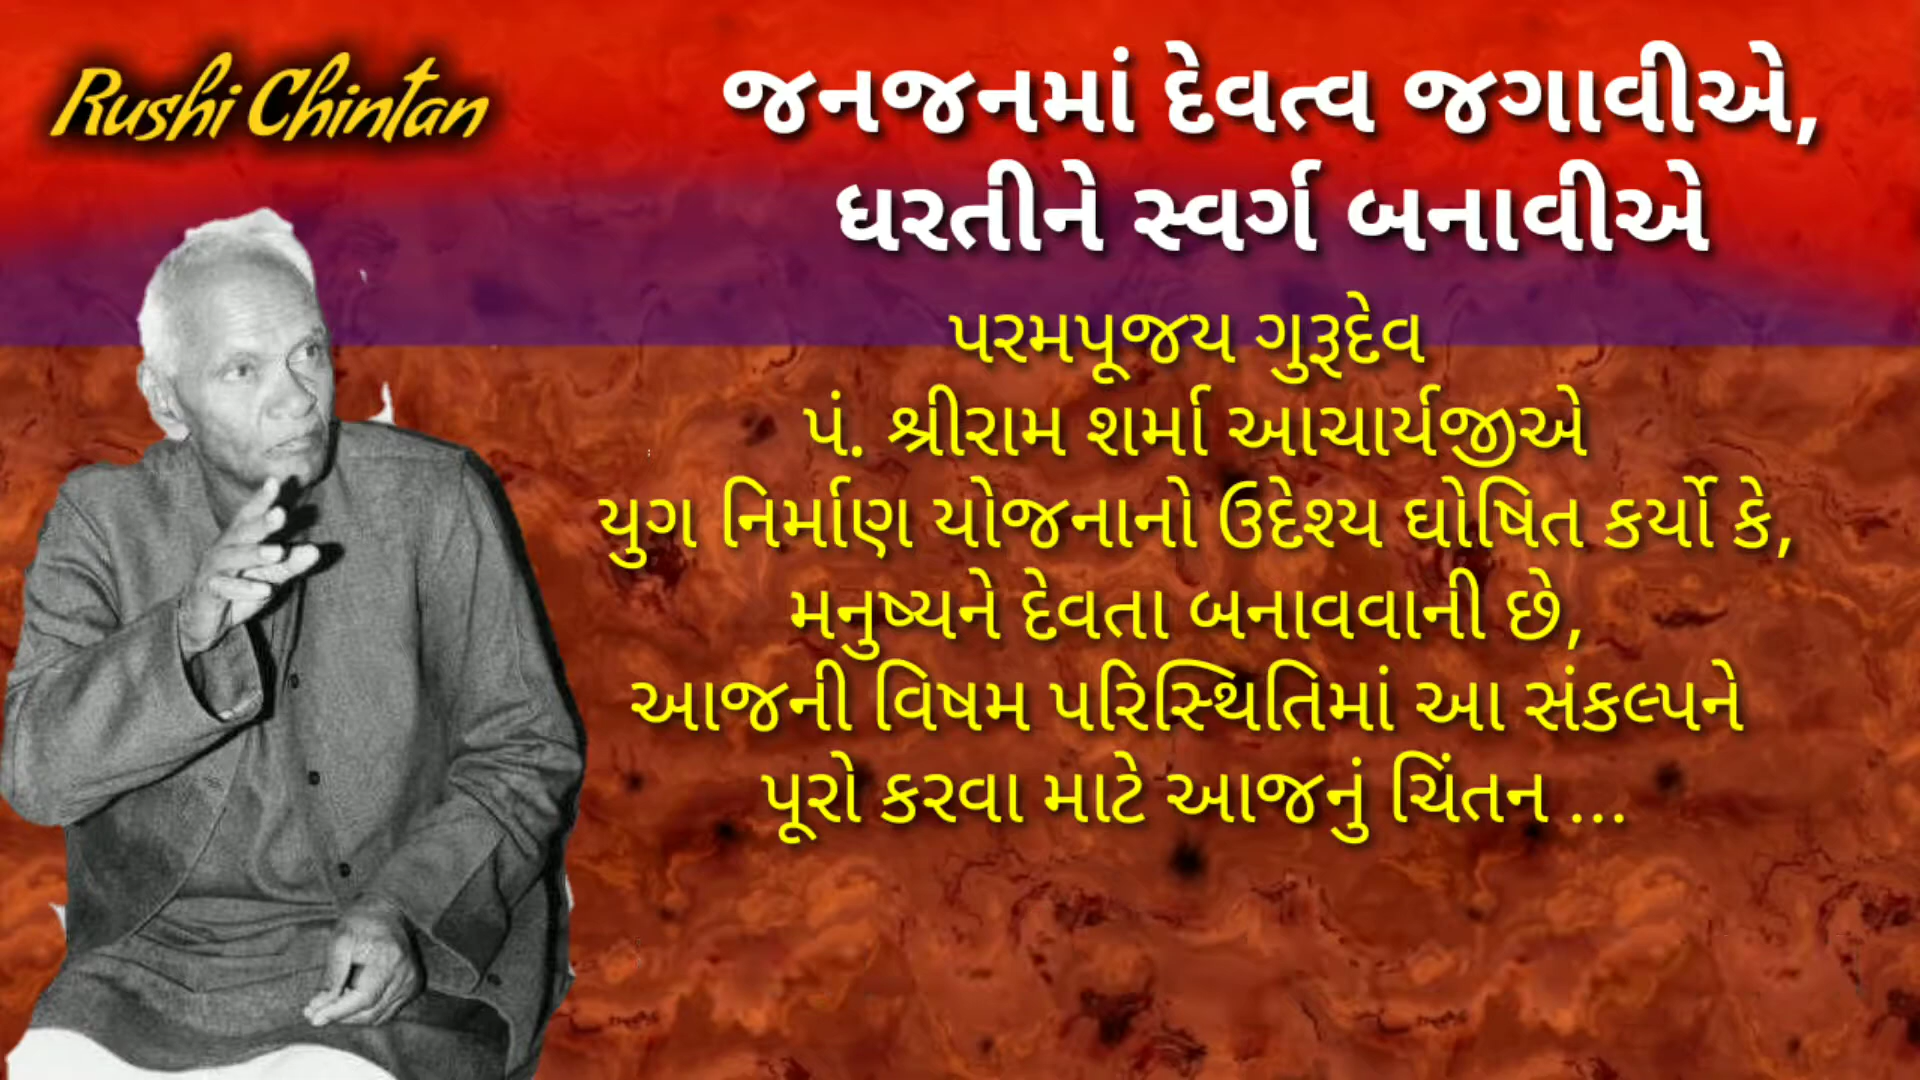 Rushi Chintan
જનજનમાં દેવત્વ જગાવીએ,
ધરતીને સ્વર્ગ બનાવીએ
પરમપૂજય ગુરૂદેવ
પં. શ્રીરામ શર્મા આચાર્યજીએ
યુગ નિર્માણ યોજનાનો ઉદેશ્ય ઘોષિત કર્યો કે,
મનુષ્યને દેવતા બનાવવાની છે,
આજની વિષમ પરિસ્થિતિમાં આ સંકલ્પને
પૂરો કરવા માટે આજનું ચિંતન ...